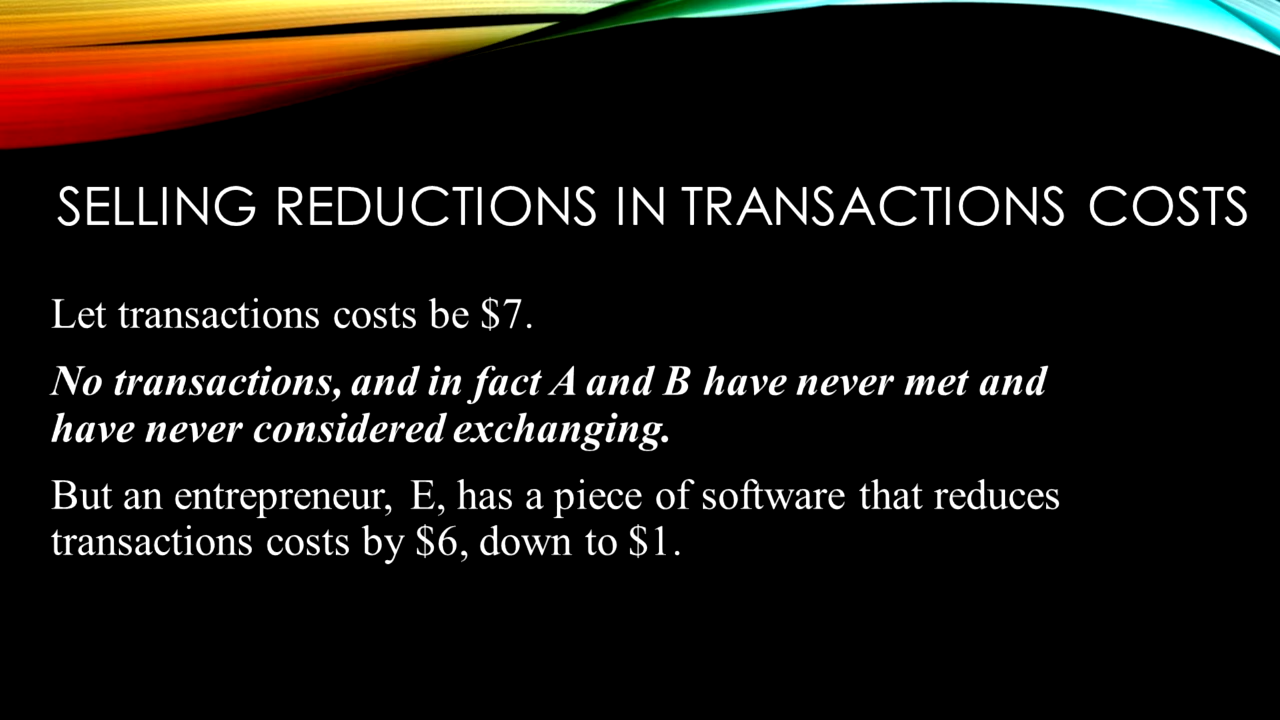 SELLING REDUCTIONS IN TRANSACTIONS COSTS
Let transactions costs be $7.
No transactions, and in fact A and B have never met and
have never considered exchanging.
But an entrepreneur, E, has a piece of software that reduces
transactions costs by $6, down to $1.